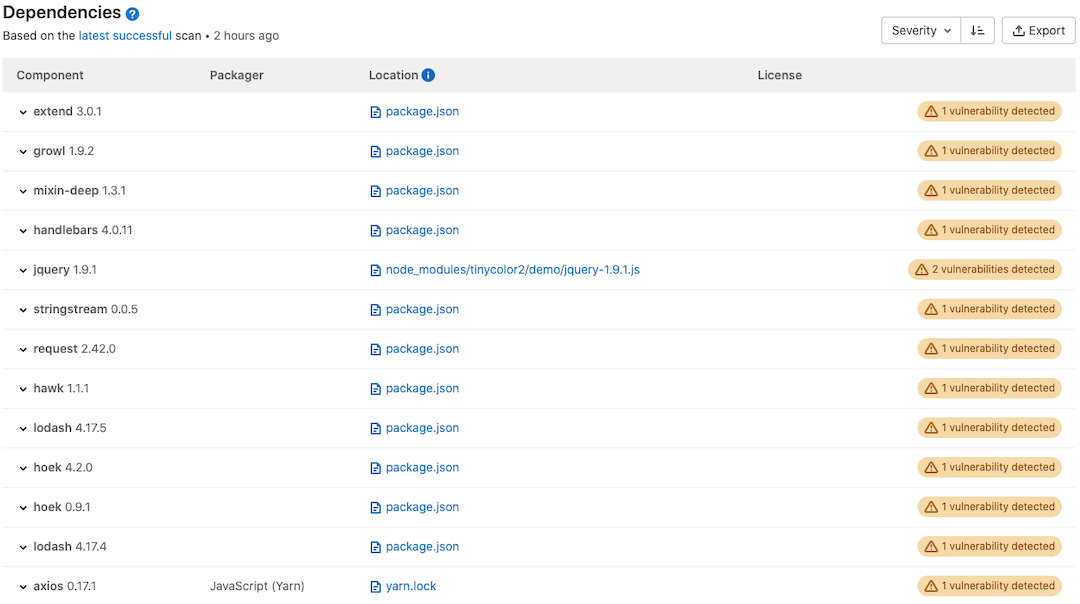 Dependencies ?
Based on the latest successful scan • 2 hours ago
Severity
Export
Component Packager Location i License
extend 3.0.1 package.json 1 vulnerability detected
growl 1.9.2 package.json 1 vulnerability detected
mixin-deep 1.3.1 package.json 1 vulnerability detected
handlebars 4.0.11 package.json 1 vulnerability detected
jquery 1.9.1 node_modules/tinycolor2/demo/jquery-1.9.1.js 2 vulnerabilities detected
stringstream 0.0.5 package.json 1 vulnerability detected
request 2.42.0 package.json 1 vulnerability detected
hawk 1.1.1 package.json 1 vulnerability detected
lodash 4.17.5 package.json 1 vulnerability detected
hoek 4.2.0 package.json 1 vulnerability detected
hoek 0.9.1 package.json 1 vulnerability detected
lodash 4.17.4 package.json 1 vulnerability detected
axios 0.17.1 JavaScript (Yarn) yarn.lock 1 vulnerability detected